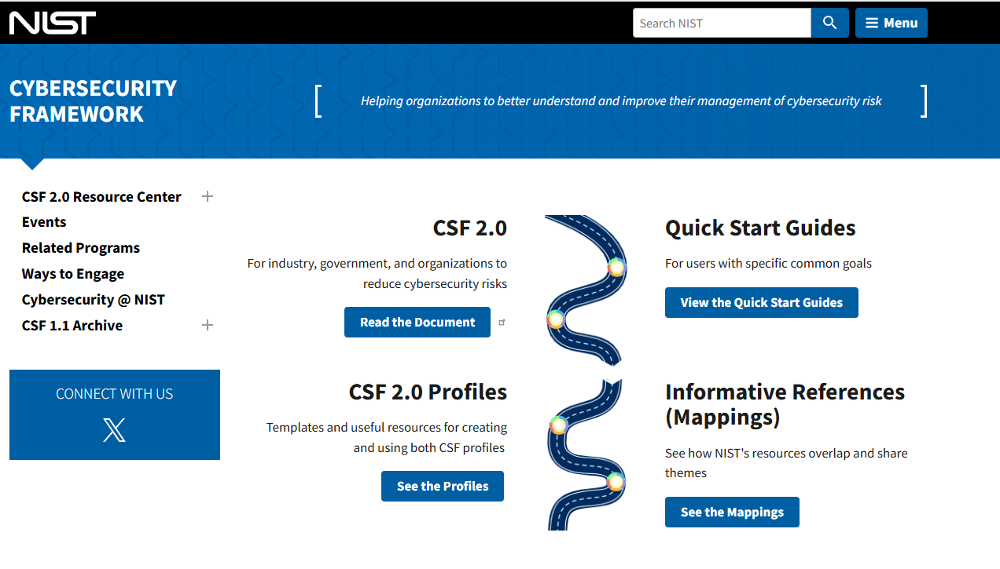 NIST
Search NIST
Menu
CYBERSECURITY
FRAMEWORK
Helping organizations to better understand and improve their management of cybersecurity risk
CSF 2.0 Resource Center
Events
Related Programs
Ways to Engage
Cybersecurity @ NIST
CSF 1.1 Archive
CONNECT WITH US
X
CSF 2.0
For industry, government, and organizations to
reduce cybersecurity risks
Read the Document
Quick Start Guides
For users with specific common goals
View the Quick Start Guides
CSF 2.0 Profiles
Templates and useful resources for creating
and using both CSF profiles
See the Profiles
Informative References
(Mappings)
See how NIST's resources overlap and share
themes
See the Mappings